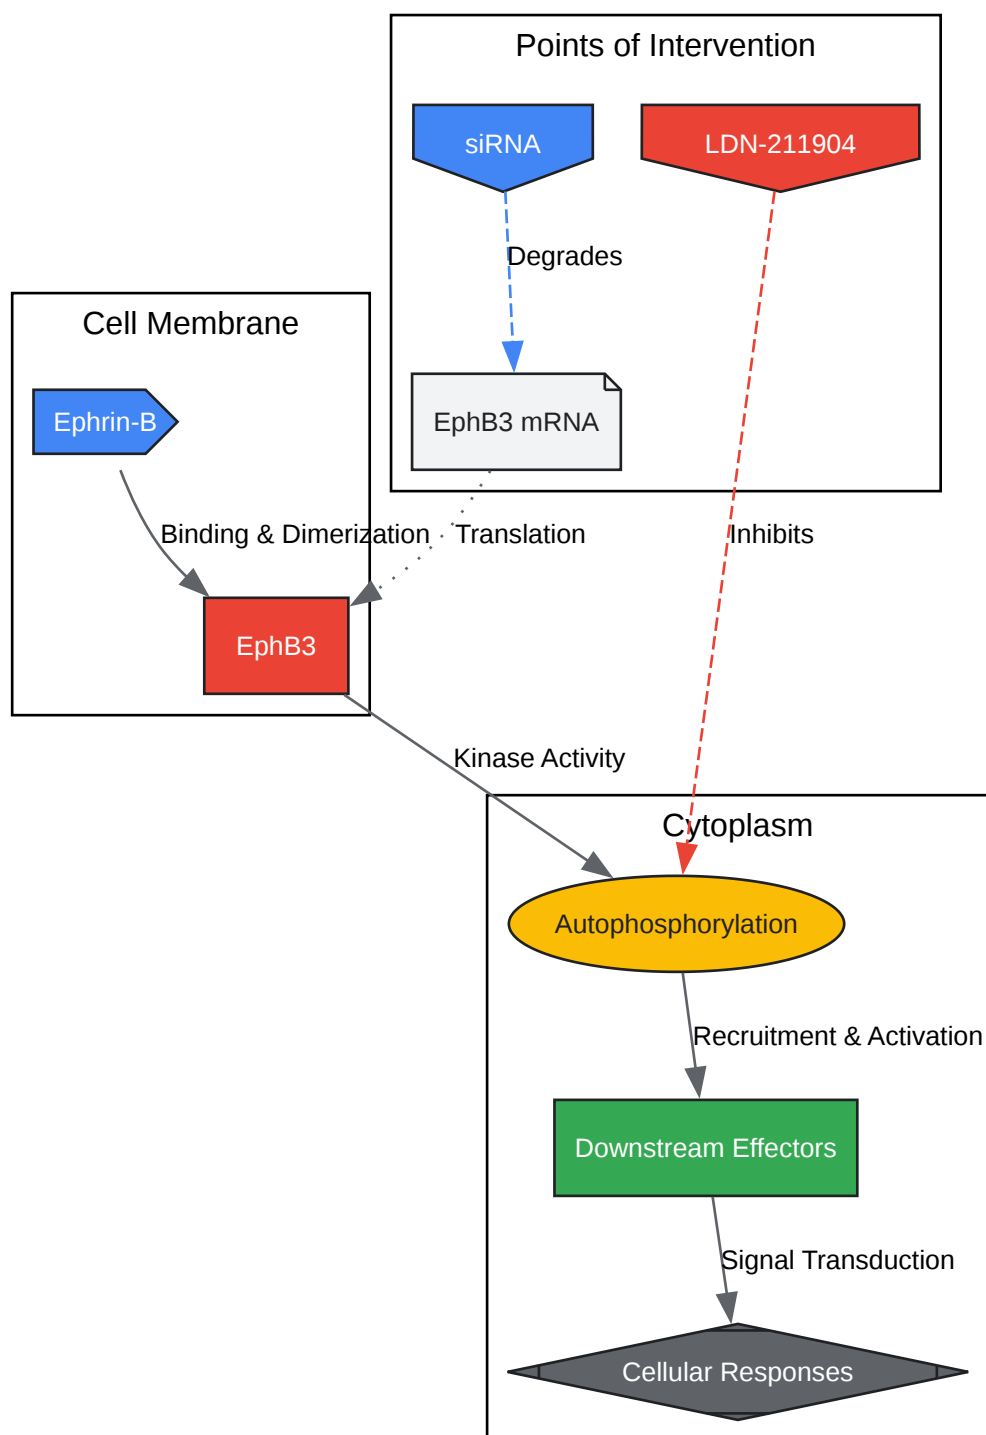 Points of Intervention
siRNA
LDN-211904
Degrades
Cell Membrane
Ephrin-B
EphB3 mRNA
Binding & Dimerization
Translation
Inhibits
EphB3
Kinase Activity
Cytoplasm
Autophosphorylation
Recruitment & Activation
Downstream Effectors
Signal Transduction
Cellular Responses